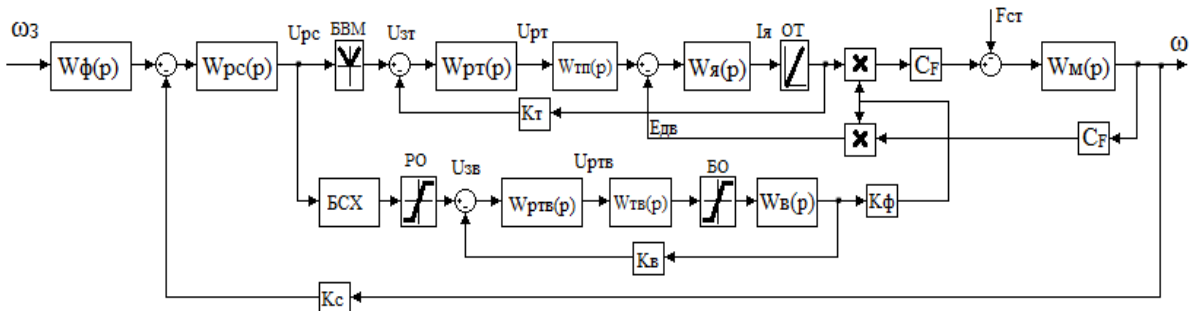 ωз
Wф(p)
Wрс(p)
Uрс
БВМ
Uзт
Wрт(p)
Uрт
Wтп(p)
Wя(p)
Iя
ОТ
CF
Fст
Wм(p)
ω
Кт
Eдв
CF
БСХ
РО
Uзв
Wртв(p)
Uртв
Wтв(p)
БО
Wв(p)
Кф
Кв
Кс